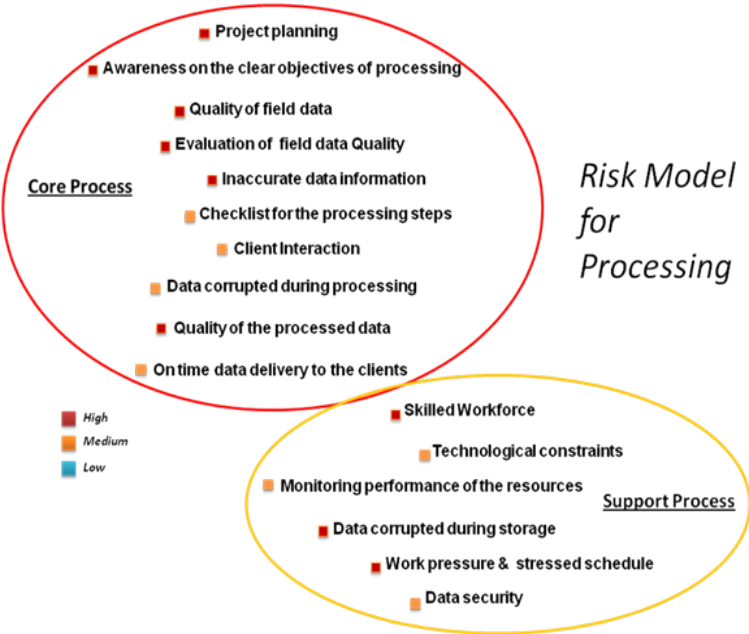 Project planning
Awareness on the clear objectives of processing
Quality of field data
Evaluation of field data Quality
Core Process
Inaccurate data information
Checklist for the processing steps
Client Interaction
Data corrupted during processing
Quality of the processed data
On time data delivery to the clients
Risk Model
for
Processing
High
Medium
Low
Skilled Workforce
Technological constraints
Monitoring performance of the resources
Support Process
Data corrupted during storage
Work pressure & stressed schedule
Data security